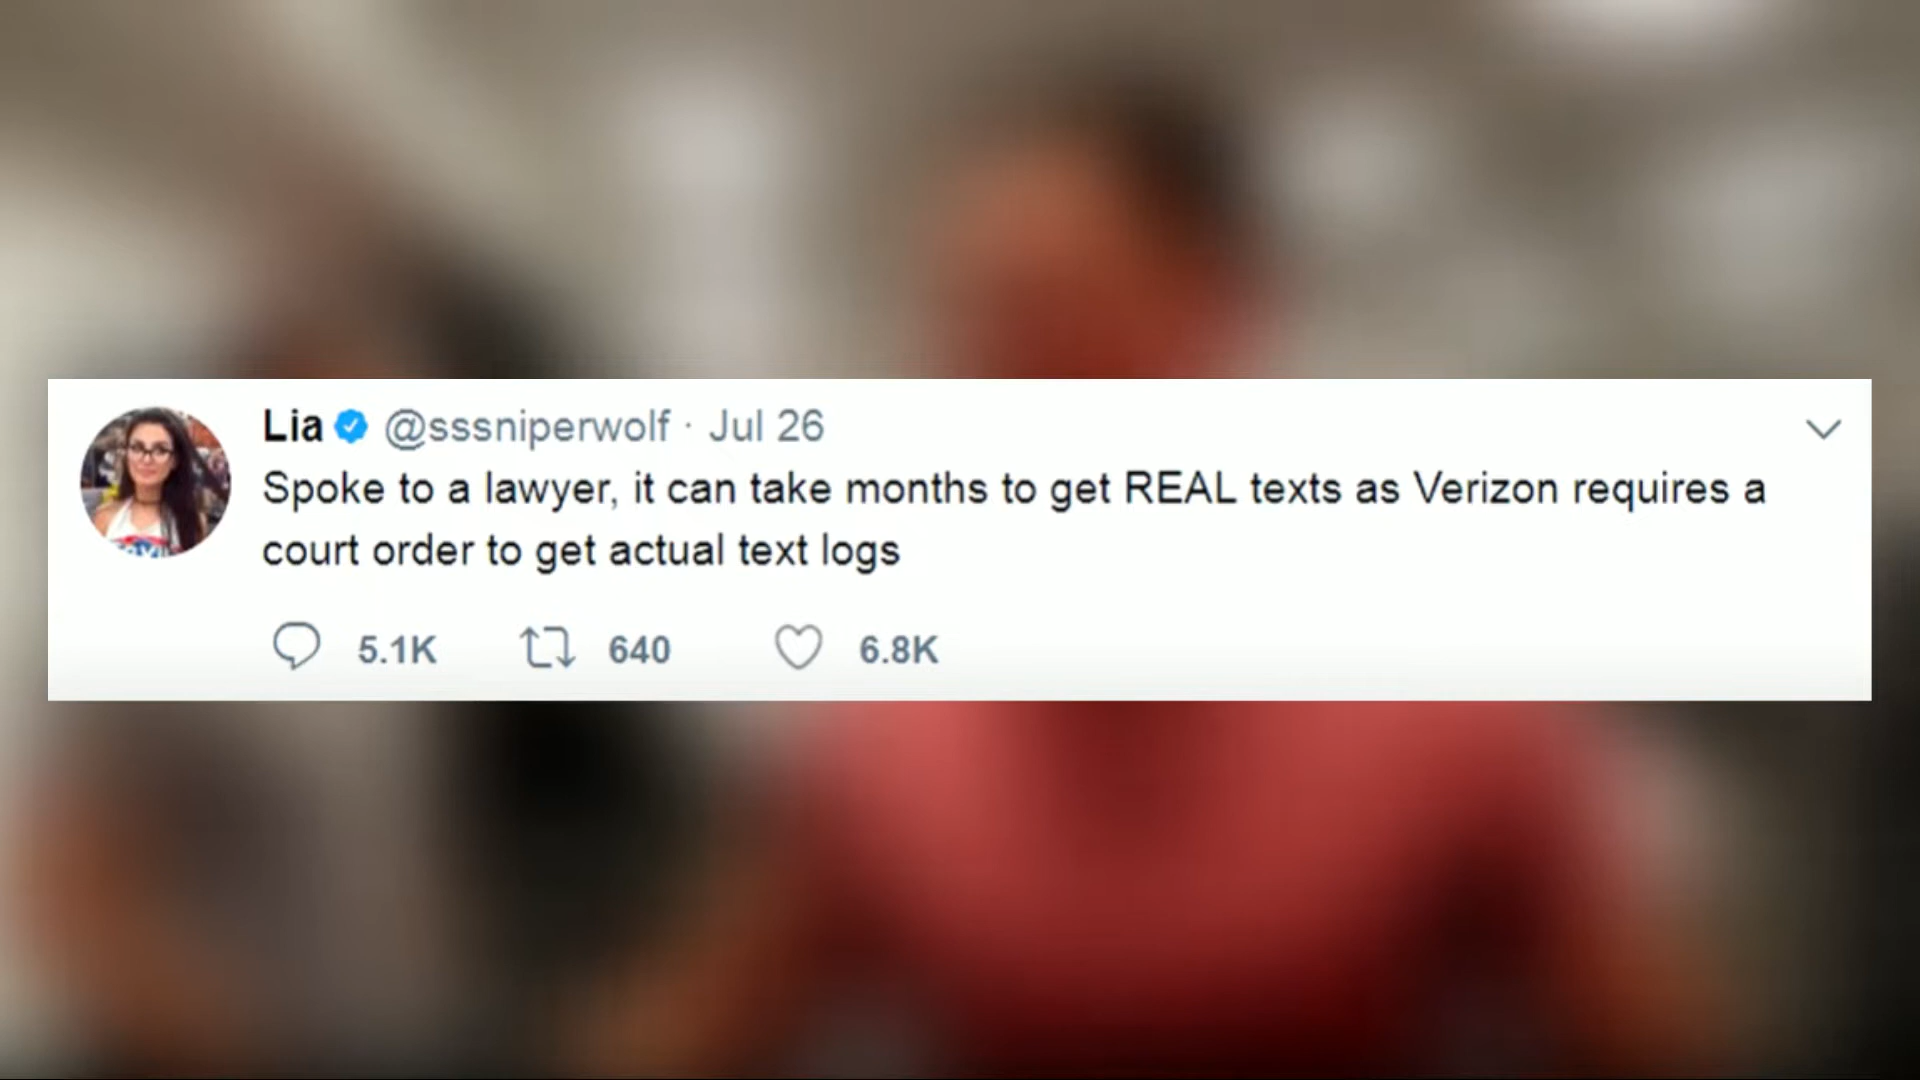 Lia @sssniperwolf · Jul 26
Spoke to a lawyer, it can take months to get REAL texts as Verizon requires a
court order to get actual text logs
5.1K 640 6.8K